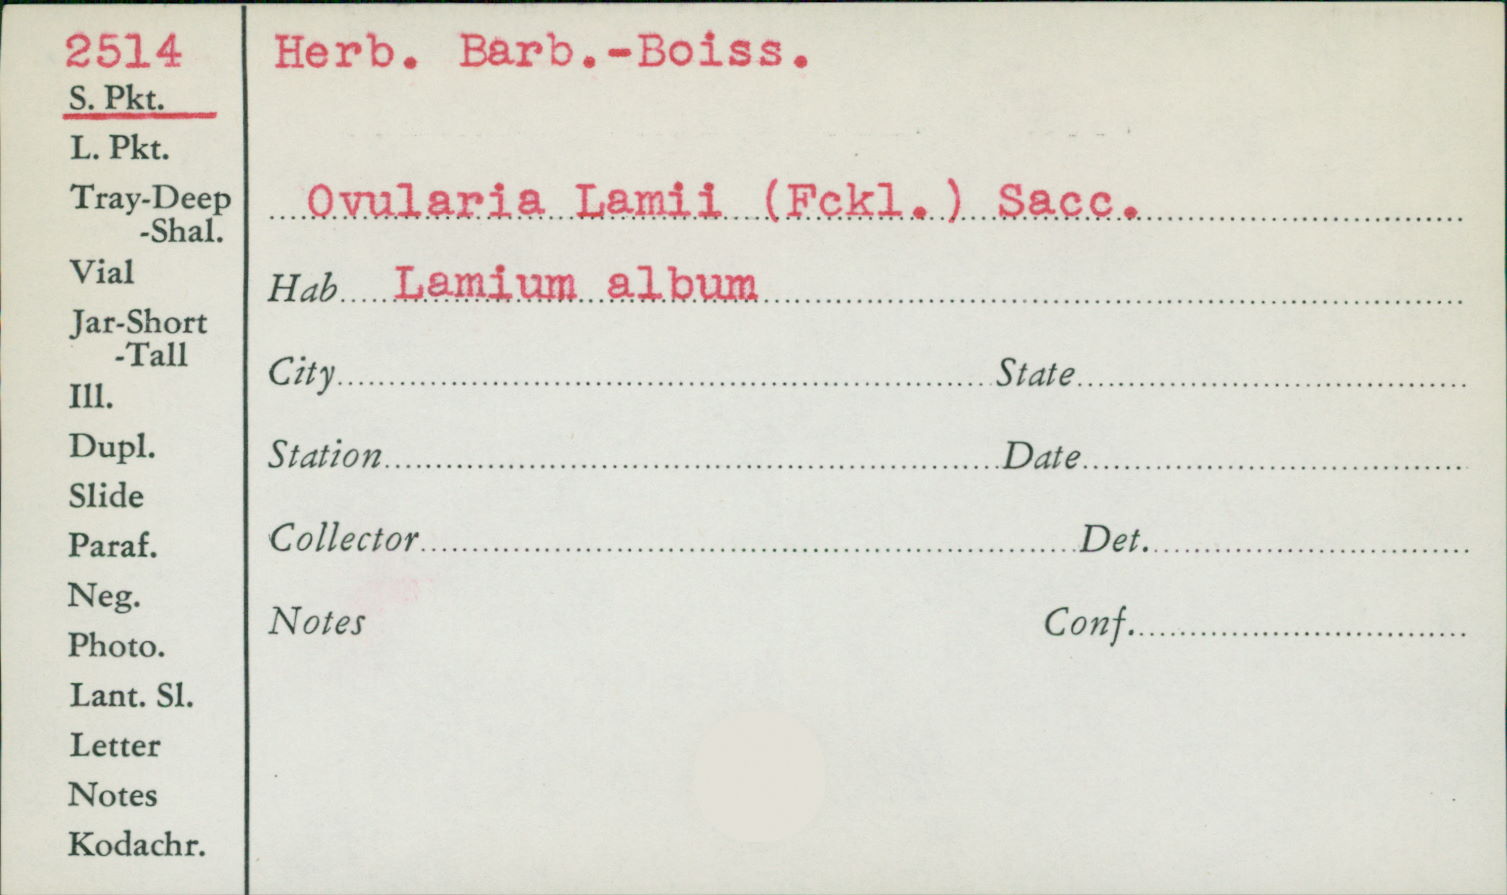 2514
S. Pkt.
L. Pkt.
Tray-Deep
-Shal.
Vial
Jar-Short
-Tall
Ill.
Dupl.
Slide
Paraf.
Neg.
Photo.
Lant. Sl.
Letter
Notes
Kodachr.
Herb. Barb.-Boiss.
Ovularia Lamii (Fckl.) Sacc.
Hab Lamium album
City State
Station Date
Collector Det.
Notes Conf.